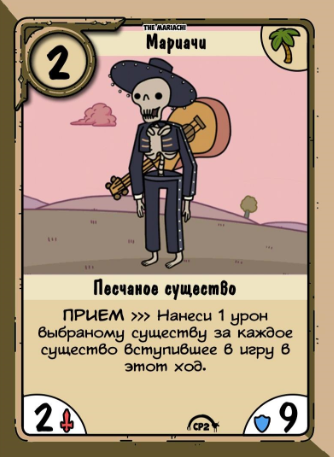 THE MARIACHI
2
Мариачи
Песчаное существо
ПРИЕМ >>> Нанеси 1 урон
выбраному существу за каждое
существо вступившее в игру в
этот ход.
2
CP2
9